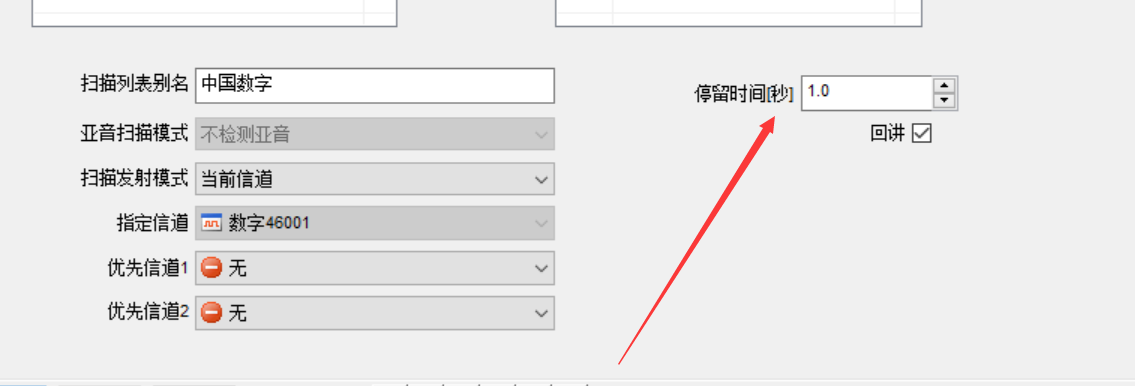 扫描列表别名 中国数字
停留时间[秒] 1.0
亚音扫描模式 不检测亚音
回讲
扫描发射模式 当前信道
指定信道 数字46001
优先信道1 无
优先信道2 无